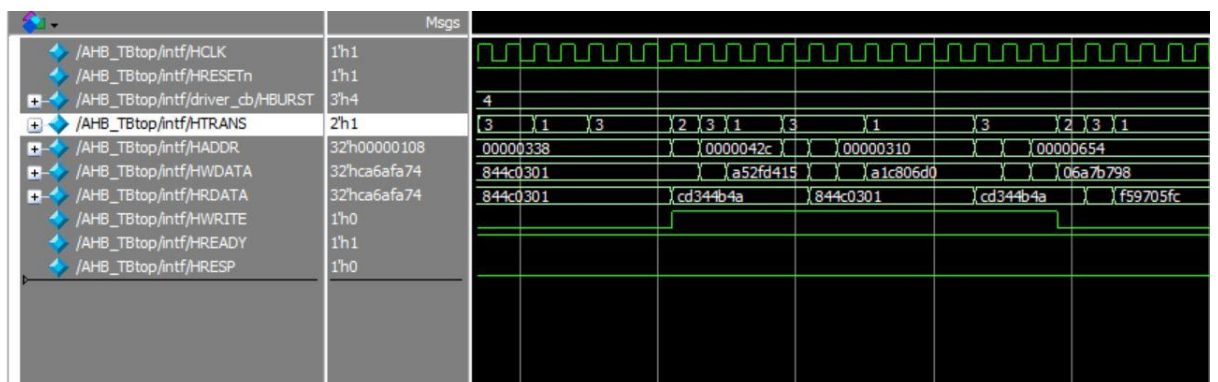 Msgs
/AHB_TBtop/intf/HCLK 1'h1
/AHB_TBtop/intf/HRESETn 1'h1
/AHB_TBtop/intf/driver_cb/HBURST 3'h4 4
/AHB_TBtop/intf/HTRANS 2'h1 3 1 3 2 3 1 3 1 3 2 3 1
/AHB_TBtop/intf/HADDR 32'h00000108 00000338 0000042c 00000310 00000654
/AHB_TBtop/intf/HWDATA 32'hca6afa74 844c0301 a52fd415 a1c806d0 06a7b798
/AHB_TBtop/intf/HRDATA 32'hca6afa74 844c0301 cd344b4a 844c0301 cd344b4a f59705fc
/AHB_TBtop/intf/HWRITE 1'h0
/AHB_TBtop/intf/HREADY 1'h1
/AHB_TBtop/intf/HRESP 1'h0